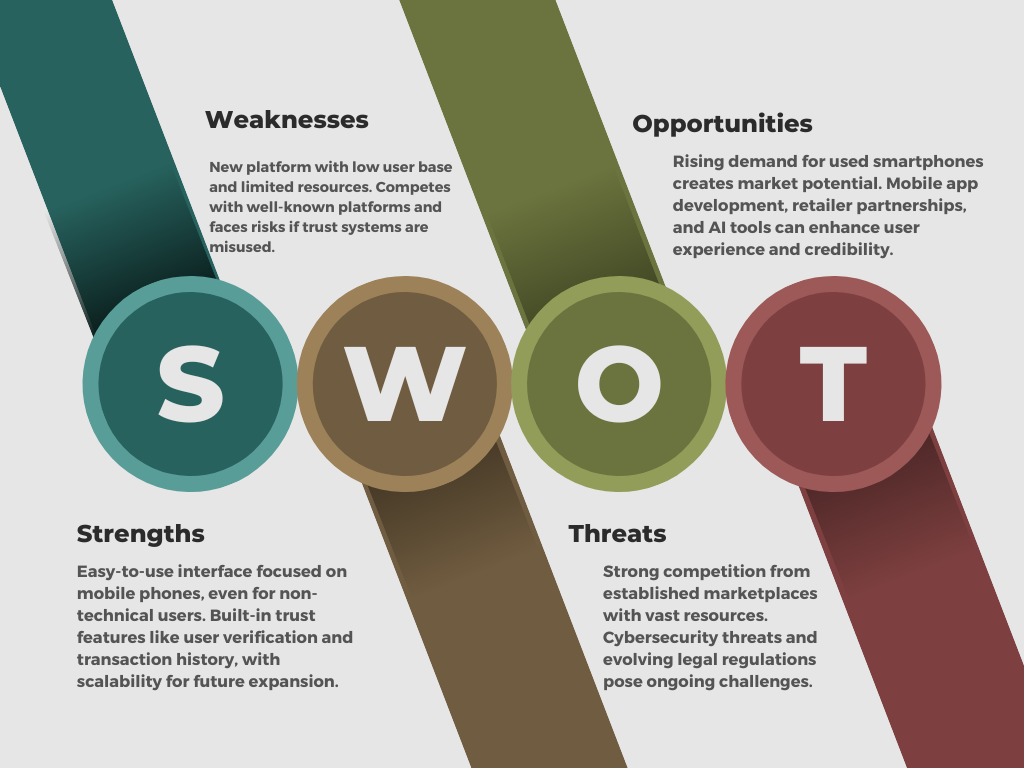 Weaknesses
New platform with low user base
and limited resources. Competes
with well-known platforms and
faces risks if trust systems are
misused.
Opportunities
Rising demand for used smartphones
creates market potential. Mobile app
development, retailer partnerships,
and AI tools can enhance user
experience and credibility.
S W O T
Strengths
Easy-to-use interface focused on
mobile phones, even for non-
technical users. Built-in trust
features like user verification and
transaction history, with
scalability for future expansion.
Threats
Strong competition from
established marketplaces
with vast resources.
Cybersecurity threats and
evolving legal regulations
pose ongoing challenges.